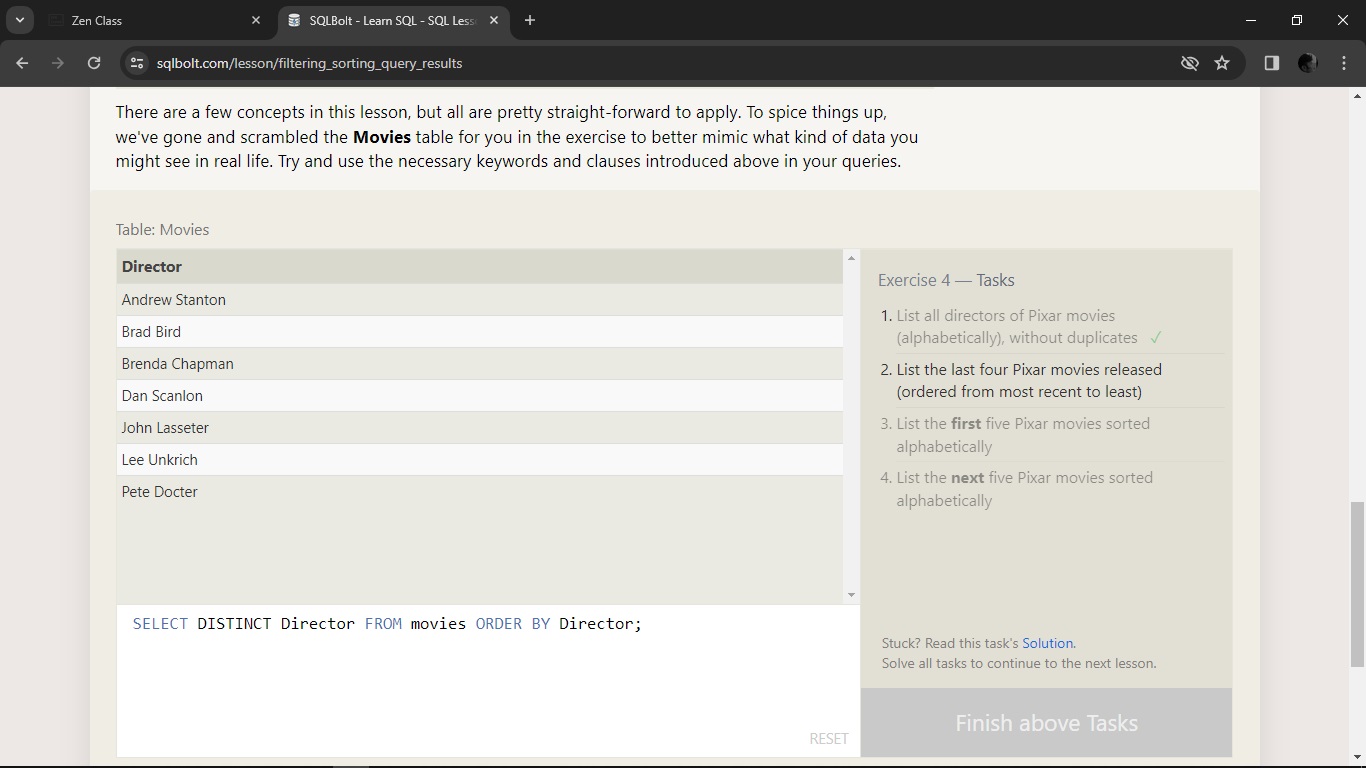 Zen Class
SQLBolt - Learn SQL - SQL Less
sqlbolt.com/lesson/filtering_sorting_query_results
There are a few concepts in this lesson, but all are pretty straight-forward to apply. To spice things up,
we've gone and scrambled the Movies table for you in the exercise to better mimic what kind of data you
might see in real life. Try and use the necessary keywords and clauses introduced above in your queries.
Table: Movies
Director
Andrew Stanton
Brad Bird
Brenda Chapman
Dan Scanlon
John Lasseter
Lee Unkrich
Pete Docter
SELECT DISTINCT Director FROM movies ORDER BY Director;
RESET
Exercise 4 — Tasks
1. List all directors of Pixar movies
(alphabetically), without duplicates ✓
2. List the last four Pixar movies released
(ordered from most recent to least)
3. List the first five Pixar movies sorted
alphabetically
4. List the next five Pixar movies sorted
alphabetically
Stuck? Read this task's Solution.
Solve all tasks to continue to the next lesson.
Finish above Tasks